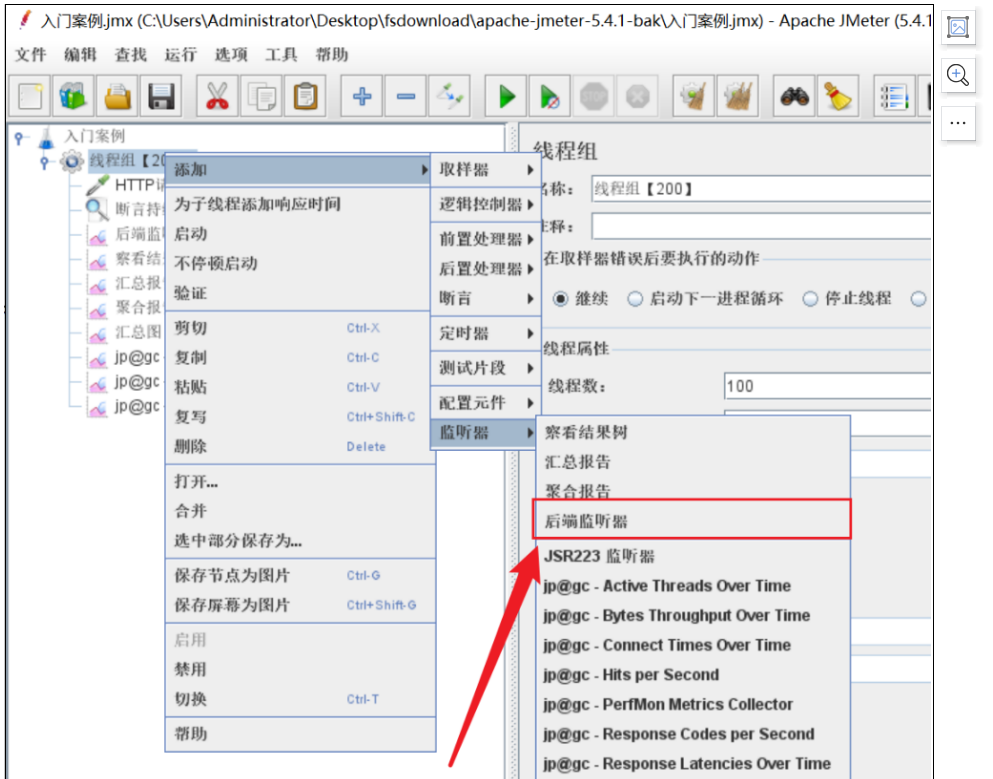 入门案例.jmx (C:\Users\Administrator\Desktop\fsdownload\apache-jmeter-5.4.1-bak\入门案例.jmx) - Apache JMeter (5.4.1
文件 编辑 查找 运行 选项 工具 帮助
STOP
入门案例
线程组【20
HTTP请
断言持
后端监
察看结
汇总报
聚合报
汇总图
jp@gc
jp@gc
jp@gc
添加
为子线程添加响应时间
启动
不停顿启动
验证
剪切 Ctrl-X
复制 Ctrl-C
粘贴 Ctrl-V
复写 Ctrl+Shift-C
删除 Delete
打开...
合并
选中部分保存为...
保存节点为图片 Ctrl-G
保存屏幕为图片 Ctrl+Shift-G
启用
禁用
切换 Ctrl-T
帮助
取样器
逻辑控制器
前置处理器
后置处理器
断言
定时器
测试片段
配置元件
监听器
察看结果树
汇总报告
聚合报告
后端监听器
JSR223 监听器
jp@gc - Active Threads Over Time
jp@gc - Bytes Throughput Over Time
jp@gc - Connect Times Over Time
jp@gc - Hits per Second
jp@gc - PerfMon Metrics Collector
jp@gc - Response Codes per Second
jp@gc - Response Latencies Over Time
线程组
名称： 线程组【200】
注释：
在取样器错误后要执行的动作
继续 启动下一进程循环 停止线程
线程属性
线程数： 100